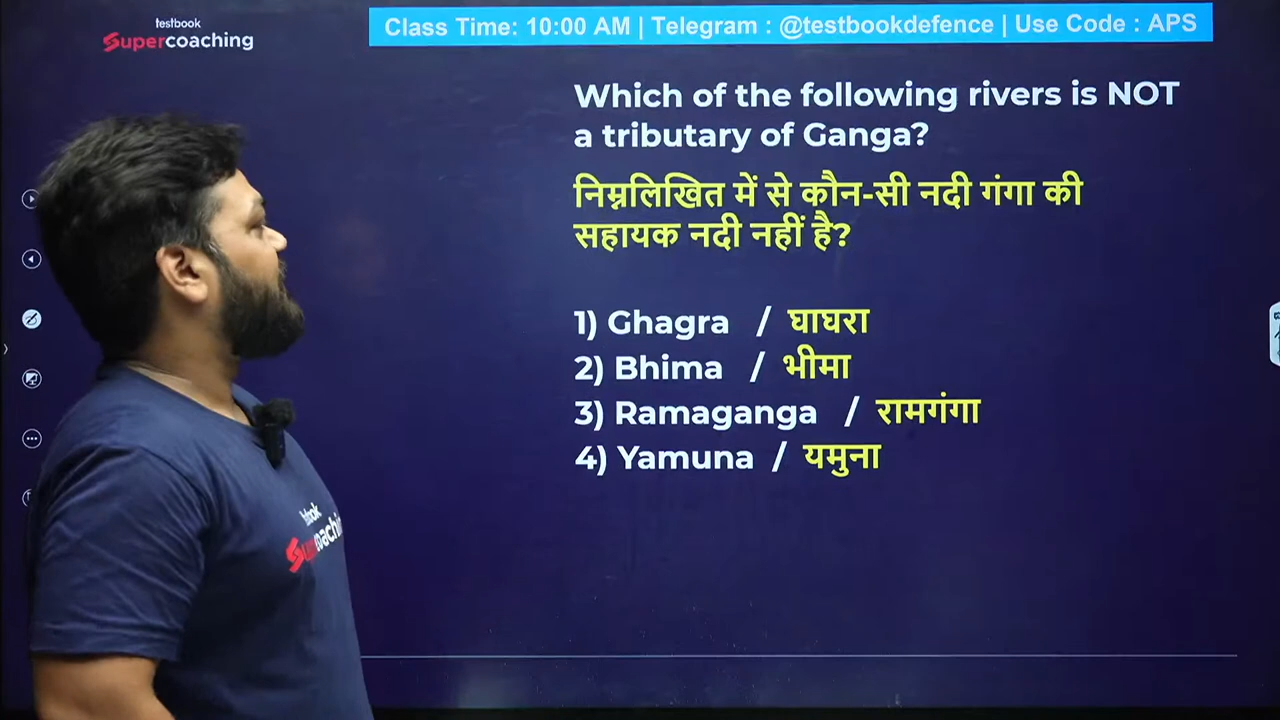 testbook
Supercoaching
Class Time: 10:00 AM | Telegram : @testbookdefence | Use Code : APS
Which of the following rivers is NOT
a tributary of Ganga?
निम्नलिखित में से कौन-सी नदी गंगा की
सहायक नदी नहीं है?
1) Ghagra / घाघरा
2) Bhima / भीमा
3) Ramaganga / रामगंगा
4) Yamuna / यमुना